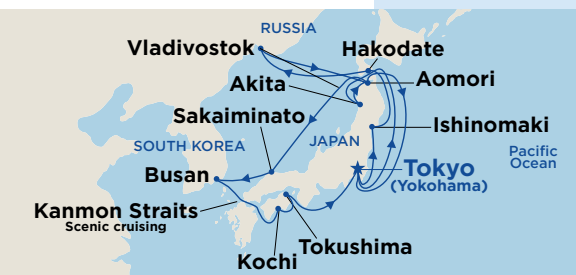 RUSSIA
Vladivostok
Hakodate
Akita
Aomori
Sakaiminato
Ishinomaki
SOUTH KOREA
JAPAN
Pacific
Ocean
Busan
Tokyo
(Yokohama)
Kanmon Straits
Scenic cruising
Tokushima
Kochi